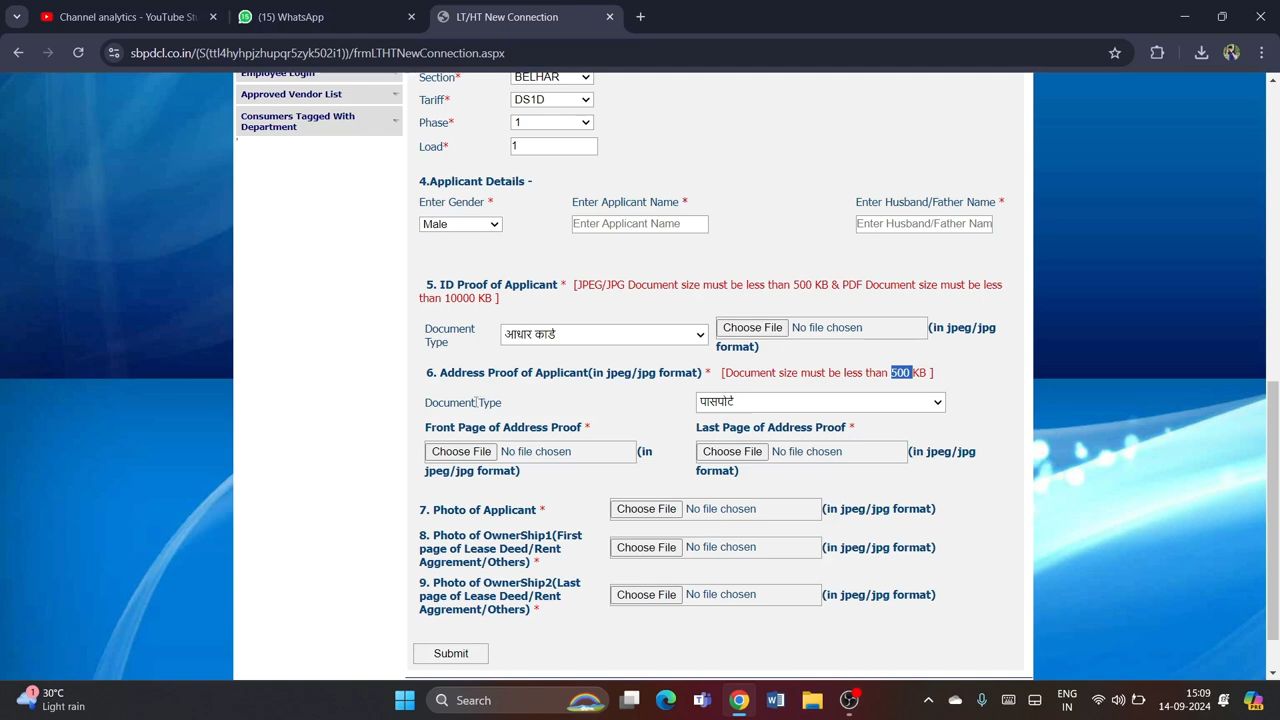 Channel analytics - YouTube St
(15) WhatsApp
LT/HT New Connection
sbpdcl.co.in/(S(ttl4hyhpjzhupqr5zyk502i1))/frmLTHTNewConnection.aspx
Employee Login
Approved Vendor List
Consumers Tagged With
Department
Section* BELHAR
Tariff* DS1D
Phase* 1
Load* 1
4.Applicant Details -
Enter Gender * Enter Applicant Name * Enter Husband/Father Name *
Male Enter Applicant Name Enter Husband/Father Nam
5. ID Proof of Applicant * [JPEG/JPG Document size must be less than 500 KB & PDF Document size must be less
than 10000 KB ]
Document
Type
आधार कार्ड
Choose File No file chosen (in jpeg/jpg
format)
6. Address Proof of Applicant(in jpeg/jpg format) * [Document size must be less than 500 KB ]
Document Type पासपोर्ट
Front Page of Address Proof * Last Page of Address Proof *
Choose File No file chosen (in
jpeg/jpg format)
Choose File No file chosen (in jpeg/jpg
format)
7. Photo of Applicant * Choose File No file chosen (in jpeg/jpg format)
8. Photo of OwnerShip1(First
page of Lease Deed/Rent
Aggrement/Others) *
Choose File No file chosen (in jpeg/jpg format)
9. Photo of OwnerShip2(Last
page of Lease Deed/Rent
Aggrement/Others) *
Choose File No file chosen (in jpeg/jpg format)
Submit
1
30°C
Light rain
Search
ENG
IN
15:09
14-09-2024